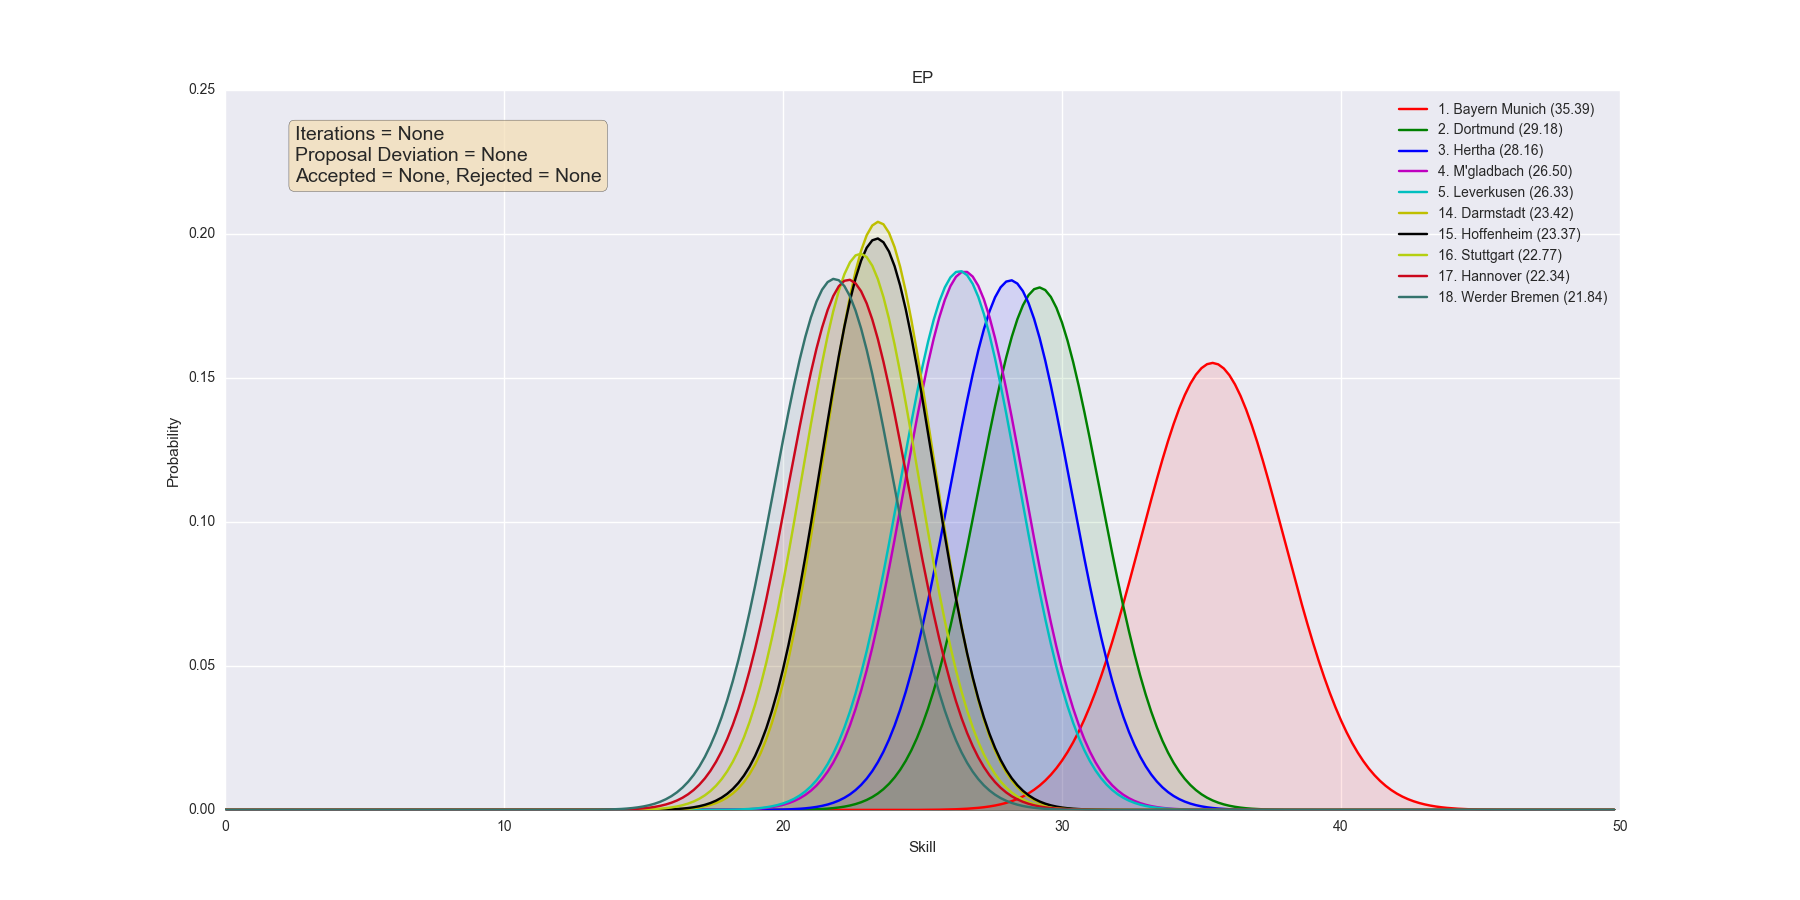 EP
0.25
0.20
0.15
0.10
0.05
0.00
Probability
Iterations = None
Proposal Deviation = None
Accepted = None, Rejected = None
1. Bayern Munich (35.39)
2. Dortmund (29.18)
3. Hertha (28.16)
4. M'gladbach (26.50)
5. Leverkusen (26.33)
14. Darmstadt (23.42)
15. Hoffenheim (23.37)
16. Stuttgart (22.77)
17. Hannover (22.34)
18. Werder Bremen (21.84)
0 10 20 30 40 50
Skill